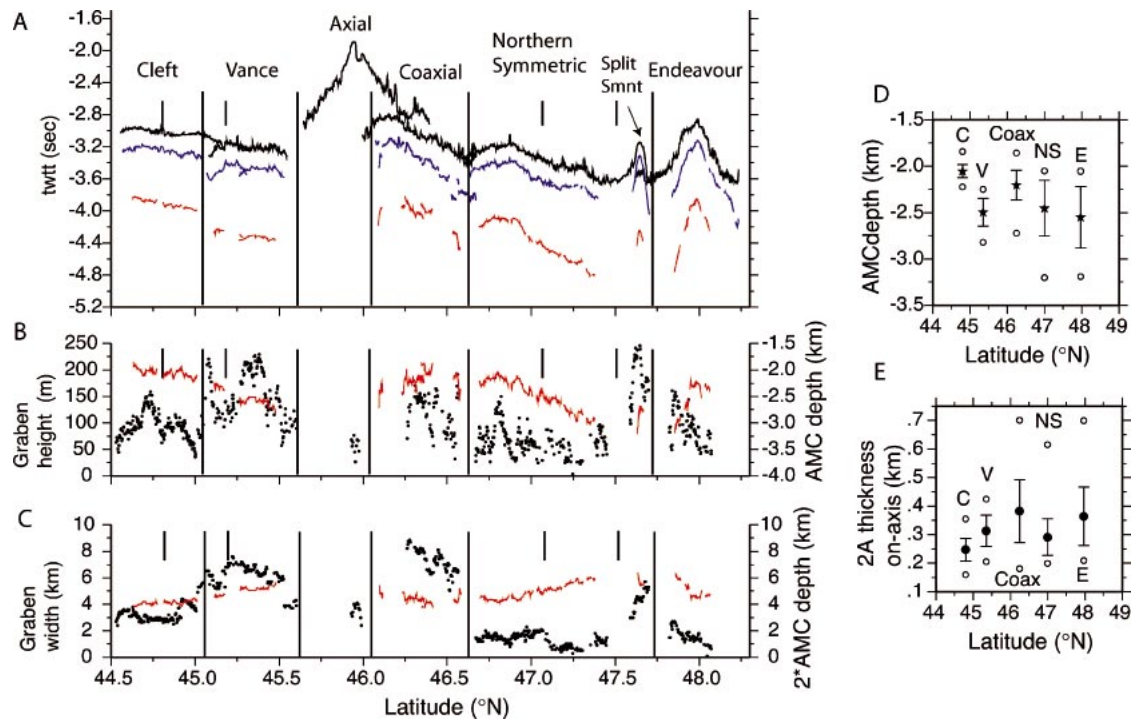 A
-1.6
-2.0
-2.4
-2.8
-3.2
-3.6
-4.0
-4.4
-4.8
-5.2
twtt (sec)
Cleft
Vance
Axial
Coaxial
Northern
Symmetric
Split
Smnt
Endeavour
B
250
200
150
100
50
0
Graben
height (m)
-1.5
-2.0
-2.5
-3.0
-3.5
-4.0
AMC depth (km)
C
10
8
6
4
2
0
Graben
width (km)
10
8
6
4
2
0
2*AMC depth (km)
44.5
45.0
45.5
46.0
46.5
47.0
47.5
48.0
Latitude (°N)
D
-1.5
-2.0
-2.5
-3.0
-3.5
AMCdepth (km)
C
V
Coax
NS
E
44 45 46 47 48 49
Latitude (°N)
E
.7
.6
.5
.4
.3
.2
.1
2A thickness
on-axis (km)
C
V
Coax
NS
E
44 45 46 47 48 49
Latitude (°N)